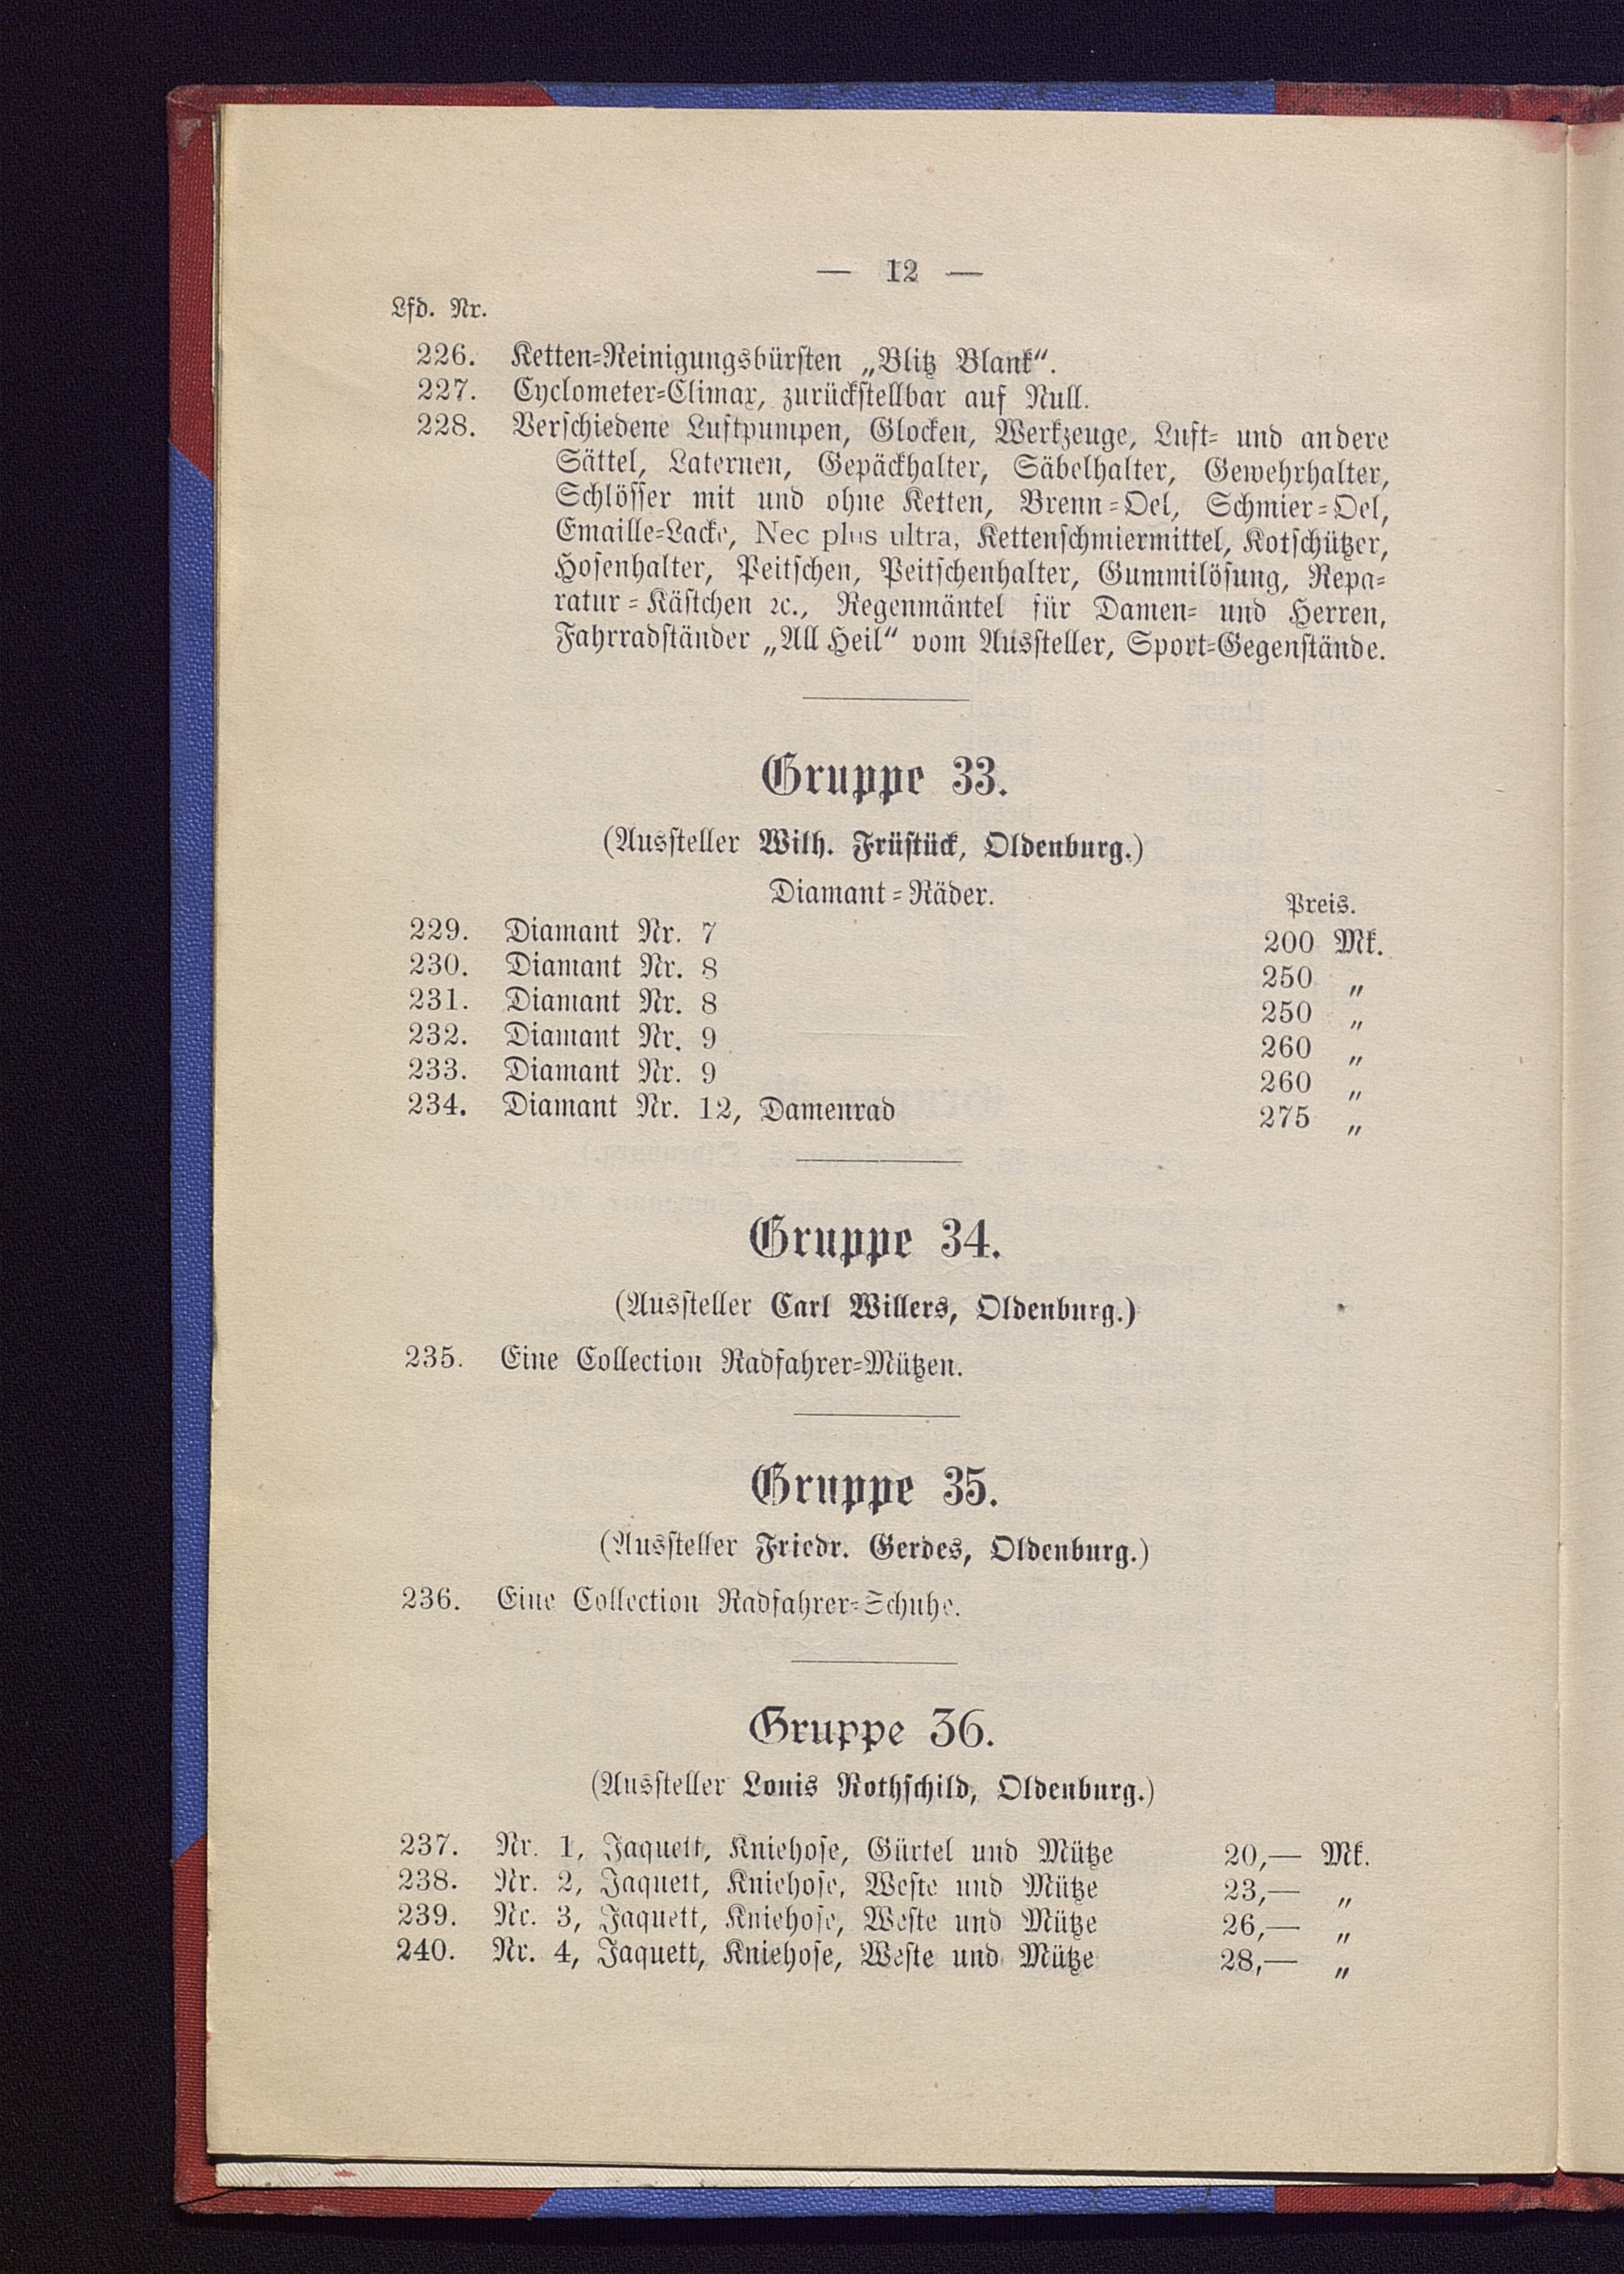 — 12 —
Lfd. Nr.
226. Ketten-Reinigungsbürsten „Blitz Blank“.
227. Cyclometer-Climax, zurückstellbar auf Null.
228. Verschiedene Luftpumpen, Glocken, Werkzeuge, Luft- und andere
Sättel, Laternen, Gepäckhalter, Säbelhalter, Gewehrhalter,
Schlösser mit und ohne Ketten, Brenn-Oel, Schmier-Oel,
Emaille-Lacke, Nec plus ultra, Kettenschmiermittel, Kotschützer,
Hosenhalter, Peitschen, Peitschenhalter, Gummilösung, Repa-
ratur-Kästchen ꝛc., Regenmäntel für Damen- und Herren,
Fahrradständer „All Heil“ vom Aussteller, Sport-Gegenstände.
Gruppe 33.
(Aussteller Wilh. Früstück, Oldenburg.)
Diamant-Räder. Preis.
229. Diamant Nr. 7 200 Mk.
230. Diamant Nr. 8 250 „
231. Diamant Nr. 8 250 „
232. Diamant Nr. 9 260 „
233. Diamant Nr. 9 260 „
234. Diamant Nr. 12, Damenrad 275 „
Gruppe 34.
(Aussteller Carl Willers, Oldenburg.)
235. Eine Collection Radfahrer-Mützen.
Gruppe 35.
(Aussteller Friedr. Gerdes, Oldenburg.)
236. Eine Collection Radfahrer-Schuhe.
Gruppe 36.
(Aussteller Louis Rothschild, Oldenburg.)
237. Nr. 1, Jaquett, Kniehose, Gürtel und Mütze 20,— Mk.
238. Nr. 2, Jaquett, Kniehose, Weste und Mütze 23,— „
239. Nr. 3, Jaquett, Kniehose, Weste und Mütze 26,— „
240. Nr. 4, Jaquett, Kniehose, Weste und Mütze 28,— „